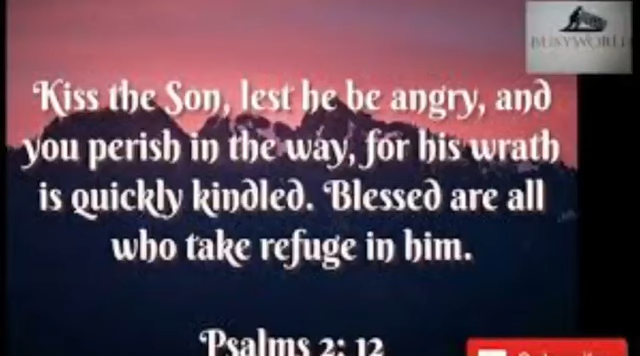 BUSYWORLD
Kiss the Son, lest he be angry, and
you perish in the way, for his wrath
is quickly kindled. Blessed are all
who take refuge in him.
Psalms 2: 12